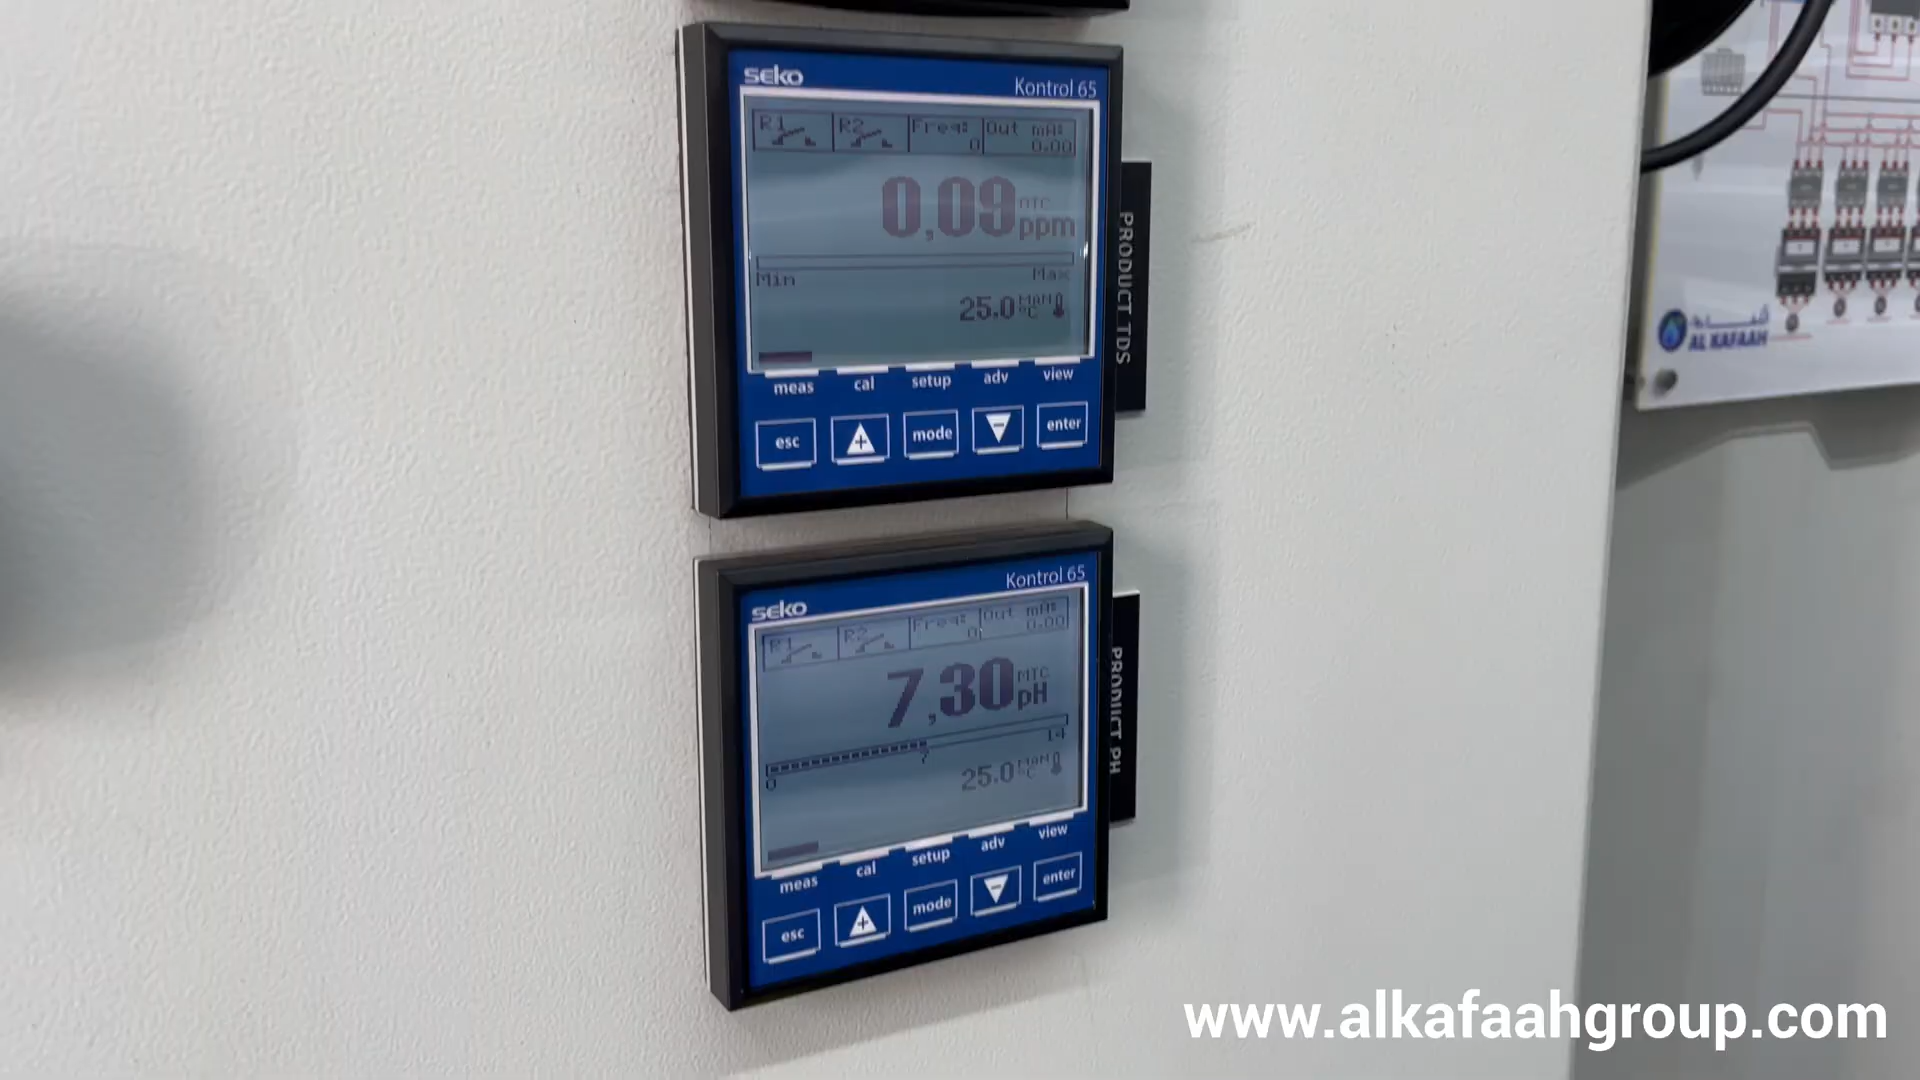 seko
Kontrol 65
R1 R2 Freq: 0 Out mA: 0.00
0,09 ppm
Min Max
25.0 MAN °C
meas cal setup adv view
esc + mode - enter
PRODUCT TDS
Kontrol 65
seko
R1 R2 Freq: 0 Out mA: 0.00
7,30 MTC pH
0 7 14
25.0 MAN °C
meas cal setup adv view
esc + mode - enter
PRODUCT PH
AL KAFAAH
www.alkafaahgroup.com